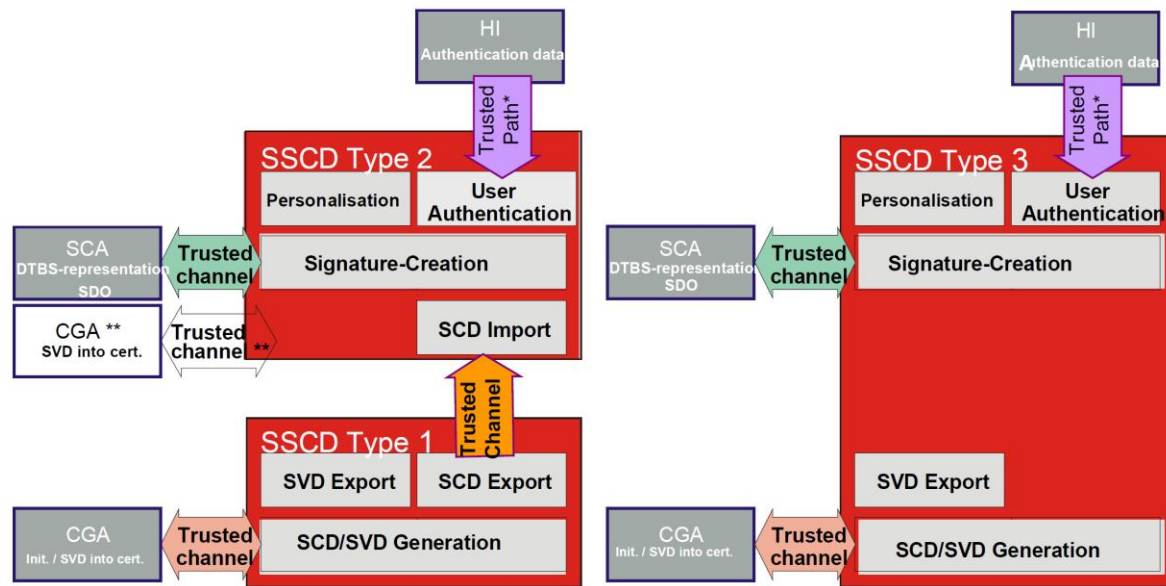 HI
Authentication data
Trusted
Path*
SSCD Type 2
Personalisation
User
Authentication
SCA
DTBS-representation
SDO
Trusted
channel
Signature-Creation
CGA **
SVD into cert.
Trusted
channel **
SCD Import
Trusted
Channel
SSCD Type 1
SVD Export
SCD Export
CGA
Init. / SVD into cert.
Trusted
channel
SCD/SVD Generation
HI
Authentication data
Trusted
Path*
SSCD Type 3
Personalisation
User
Authentication
SCA
DTBS-representation
SDO
Trusted
channel
Signature-Creation
SVD Export
CGA
Init. / SVD into cert.
Trusted
channel
SCD/SVD Generation